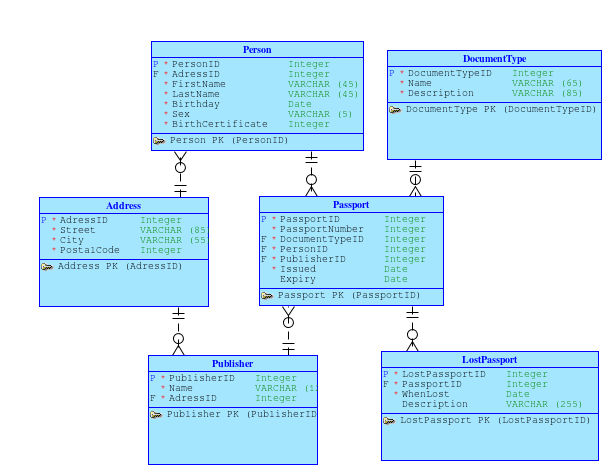 Person
P * PersonID Integer
F * AdressID Integer
* FirstName VARCHAR (45)
* LastName VARCHAR (45)
* Birthday Date
* Sex VARCHAR (5)
* BirthCertificate Integer
Person PK (PersonID)
DocumentType
P * DocumentTypeID Integer
* Name VARCHAR (65)
* Description VARCHAR (85)
DocumentType PK (DocumentTypeID)
Address
P * AdressID Integer
* Street VARCHAR (85
* City VARCHAR (55
* PostalCode Integer
Address PK (AdressID)
Passport
P * PassportID Integer
* PassportNumber Integer
F * DocumentTypeID Integer
F * PersonID Integer
F * PublisherID Integer
* Issued Date
Expiry Date
Passport PK (PassportID)
Publisher
P * PublisherID Integer
* Name VARCHAR (1
F * AdressID Integer
Publisher PK (PublisherID
LostPassport
P * LostPassportID Integer
F * PassportID Integer
* WhenLost Date
Description VARCHAR (255)
LostPassport PK (LostPassportID)